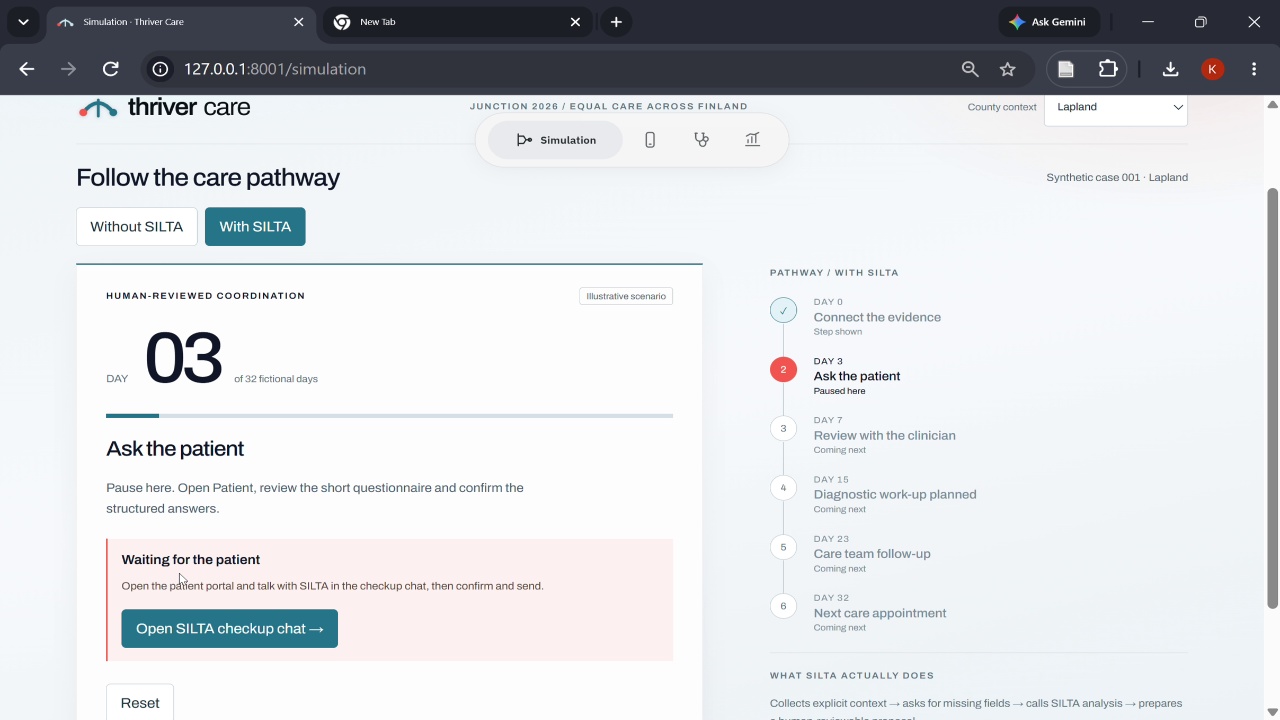 Simulation · Thriver Care
New Tab
Ask Gemini
127.0.0.1:8001/simulation
K
thriver care
JUNCTION 2026 / EQUAL CARE ACROSS FINLAND
County context
Lapland
Simulation
Follow the care pathway
Synthetic case 001 · Lapland
Without SILTA
With SILTA
HUMAN-REVIEWED COORDINATION
Illustrative scenario
DAY 03 of 32 fictional days
Ask the patient
Pause here. Open Patient, review the short questionnaire and confirm the
structured answers.
Waiting for the patient
Open the patient portal and talk with SILTA in the checkup chat, then confirm and send.
Open SILTA checkup chat →
Reset
PATHWAY / WITH SILTA
✓
DAY 0
Connect the evidence
Step shown
2
DAY 3
Ask the patient
Paused here
3
DAY 7
Review with the clinician
Coming next
4
DAY 15
Diagnostic work-up planned
Coming next
5
DAY 23
Care team follow-up
Coming next
6
DAY 32
Next care appointment
Coming next
WHAT SILTA ACTUALLY DOES
Collects explicit context → asks for missing fields → calls SILTA analysis → prepares
a human-reviewable proposal.